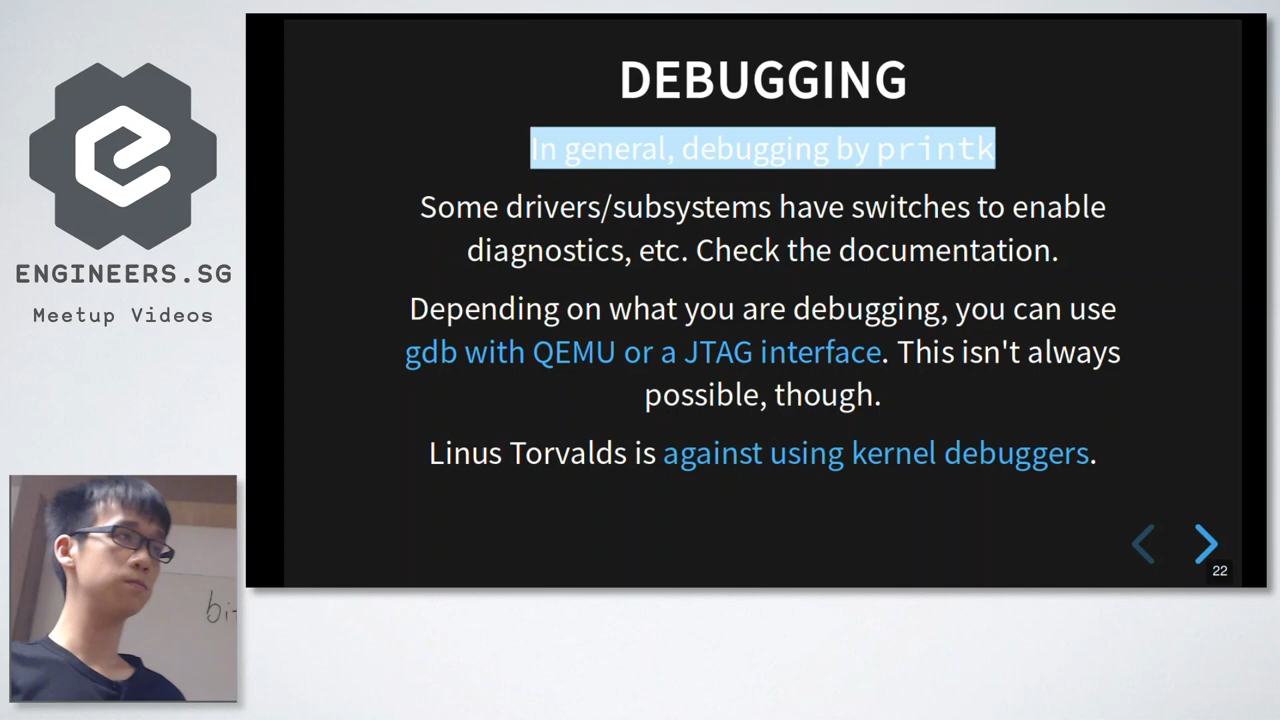 ENGINEERS.SG
Meetup Videos
DEBUGGING
In general, debugging by printk
Some drivers/subsystems have switches to enable
diagnostics, etc. Check the documentation.
Depending on what you are debugging, you can use
gdb with QEMU or a JTAG interface. This isn't always
possible, though.
Linus Torvalds is against using kernel debuggers.
22